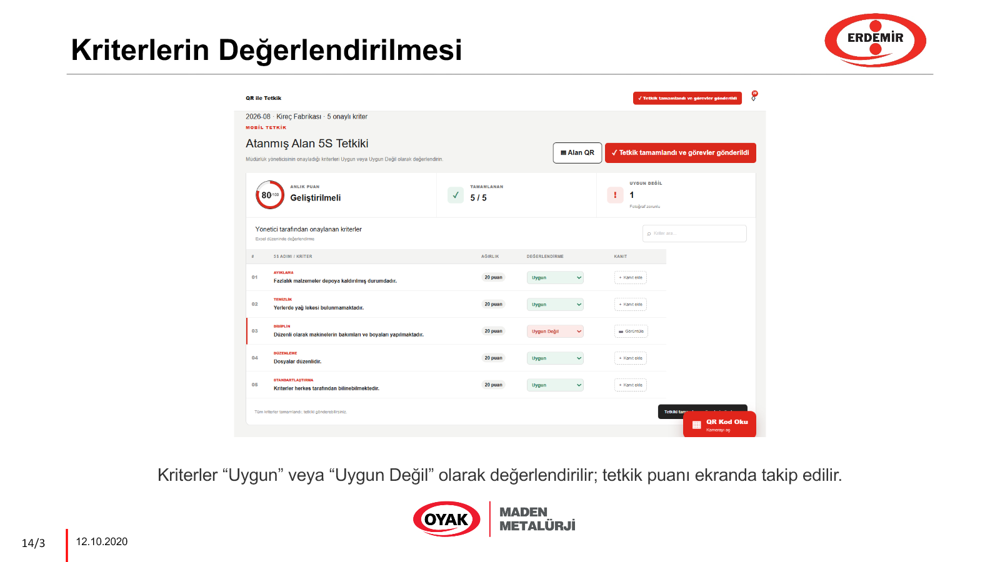 Kriterlerin Değerlendirilmesi
ERDEMİR
QR ile Tetkik
✓ Tetkik tamamlandı ve görevler gönderildi
2026-08 · Kireç Fabrikası · 5 onaylı kriter
MOBİL TETKİK
Atanmış Alan 5S Tetkiki
Müdürlük yöneticisinin onayladığı kriterleri Uygun veya Uygun Değil olarak değerlendirin.
Alan QR
✓ Tetkik tamamlandı ve görevler gönderildi
80/100
ANLIK PUAN
Geliştirilmeli
✓
TAMAMLANAN
5 / 5
!
UYGUN DEĞİL
1
Fotoğraf zorunlu
Yönetici tarafından onaylanan kriterler
Excel düzeninde değerlendirme
Kriter ara...
# 5S ADIMI / KRİTER AĞIRLIK DEĞERLENDİRME KANIT
AYIKLAMA
01 Fazlalık malzemeler depoya kaldırılmış durumdadır. 20 puan Uygun + Kanıt ekle
TEMİZLİK
02 Yerlerde yağ lekesi bulunmamaktadır. 20 puan Uygun + Kanıt ekle
DİSİPLİN
03 Düzenli olarak makinelerin bakımları ve boyaları yapılmaktadır. 20 puan Uygun Değil Görüntüle
DÜZENLEME
04 Dosyalar düzenlidir. 20 puan Uygun + Kanıt ekle
STANDARTLAŞTIRMA
05 Kriterler herkes tarafından bilinebilmektedir. 20 puan Uygun + Kanıt ekle
Tüm kriterler tamamlandı; tetkiki gönderebilirsiniz.
Tetkiki
QR Kod Oku
Kamerayı aç
Kriterler “Uygun” veya “Uygun Değil” olarak değerlendirilir; tetkik puanı ekranda takip edilir.
OYAK
MADEN
METALÜRJİ
14/3
12.10.2020